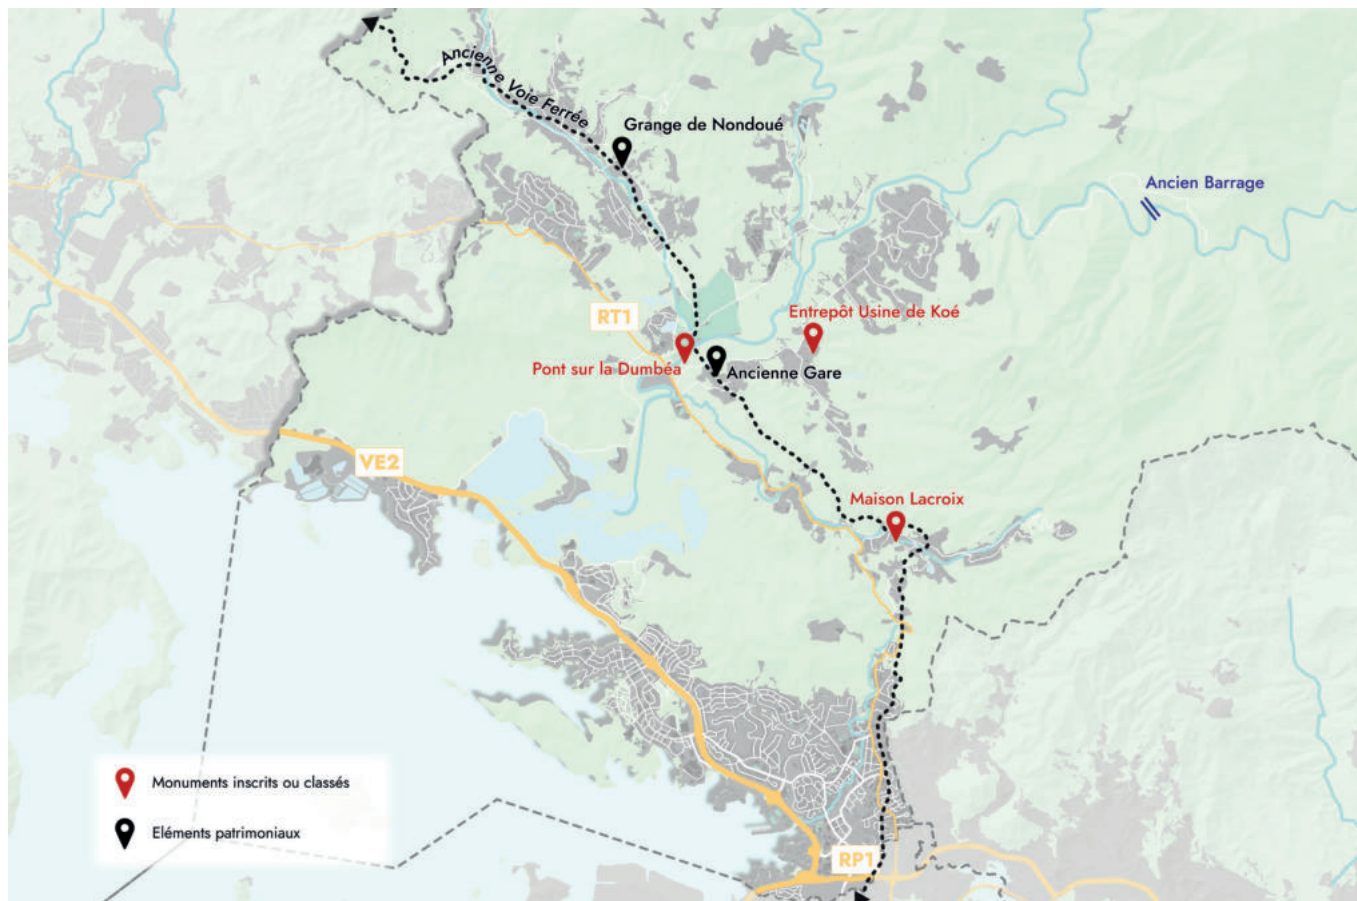 Ancienne Voie Ferrée
Grange de Nondoué
Ancien Barrage
RT1
Entrepôt Usine de Koé
Pont sur la Dumbéa
Ancienne Gare
VE2
Maison Lacroix
Monuments inscrits ou classés
Eléments patrimoniaux
RP1